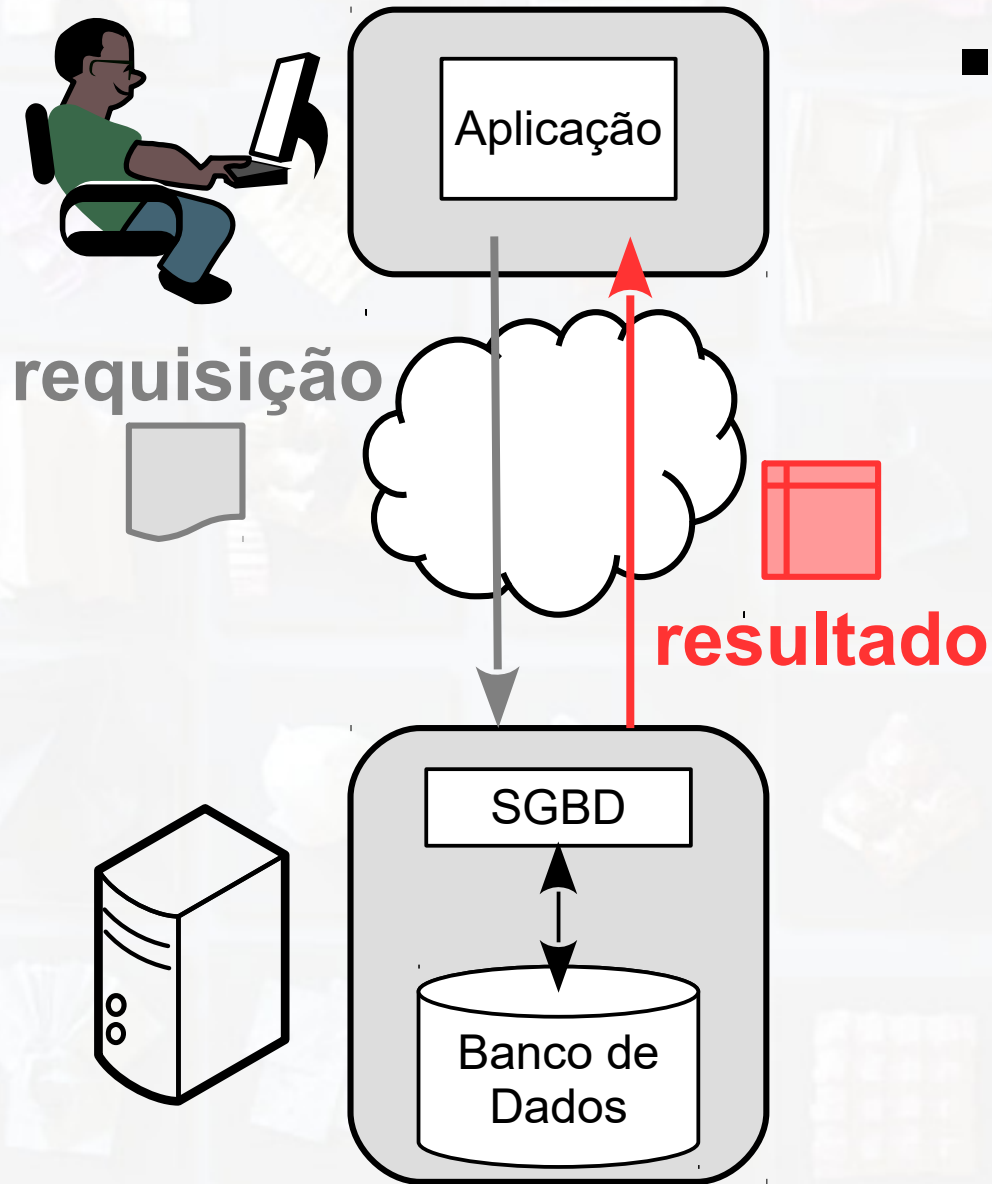 Aplicação
requisição
resultado
SGBD
Banco de
Dados